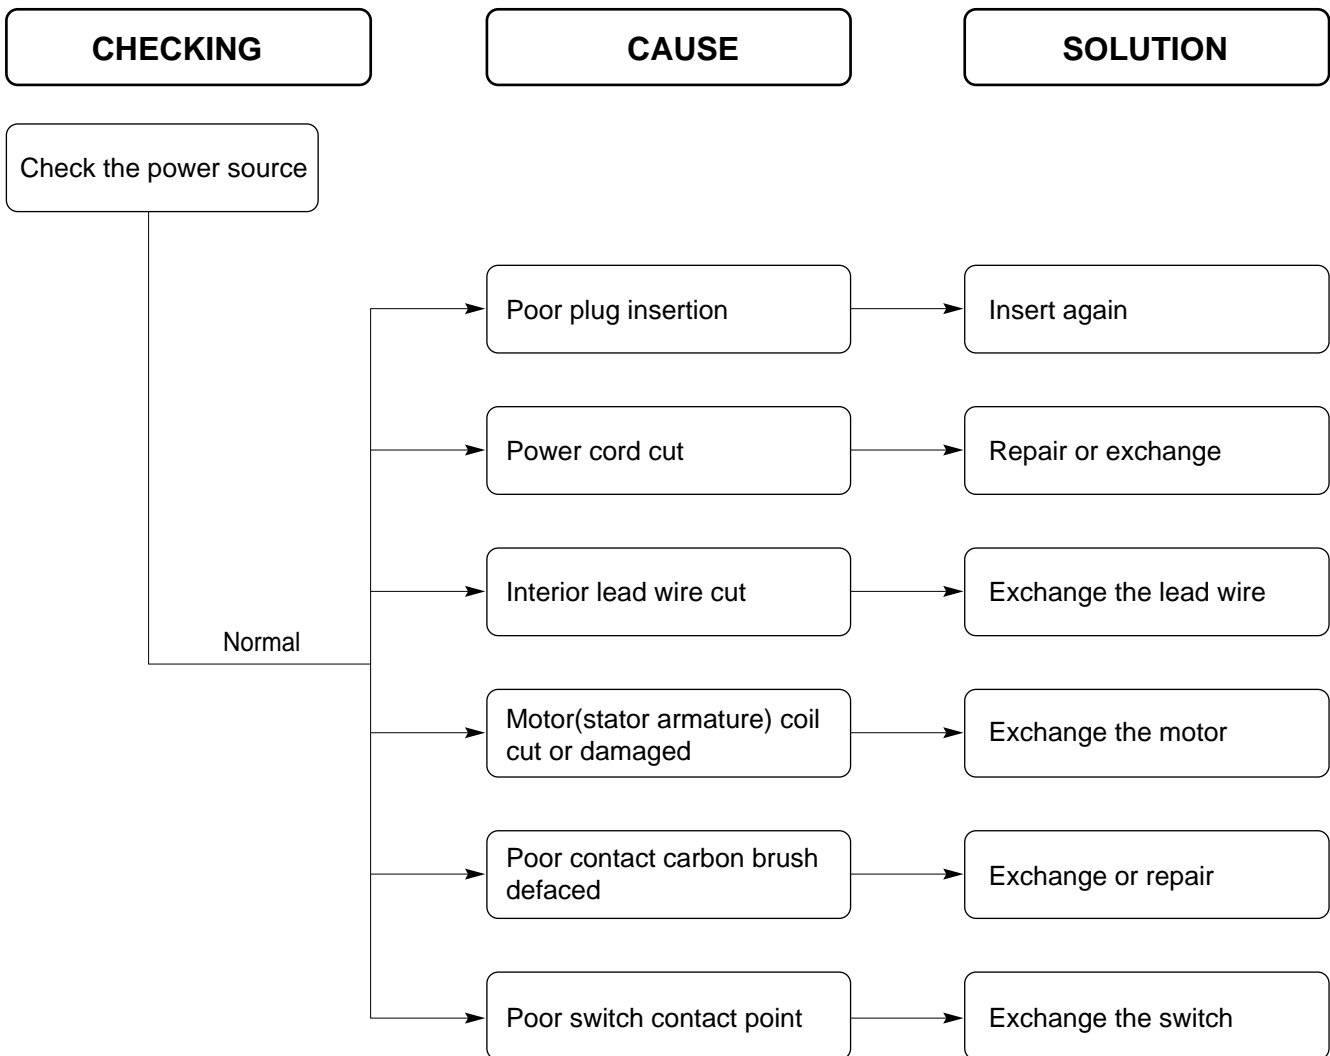 CHECKING
CAUSE
SOLUTION
Check the power source
Normal
Poor plug insertion
Insert again
Power cord cut
Repair or exchange
Interior lead wire cut
Exchange the lead wire
Motor(stator armature) coil
cut or damaged
Exchange the motor
Poor contact carbon brush
defaced
Exchange or repair
Poor switch contact point
Exchange the switch